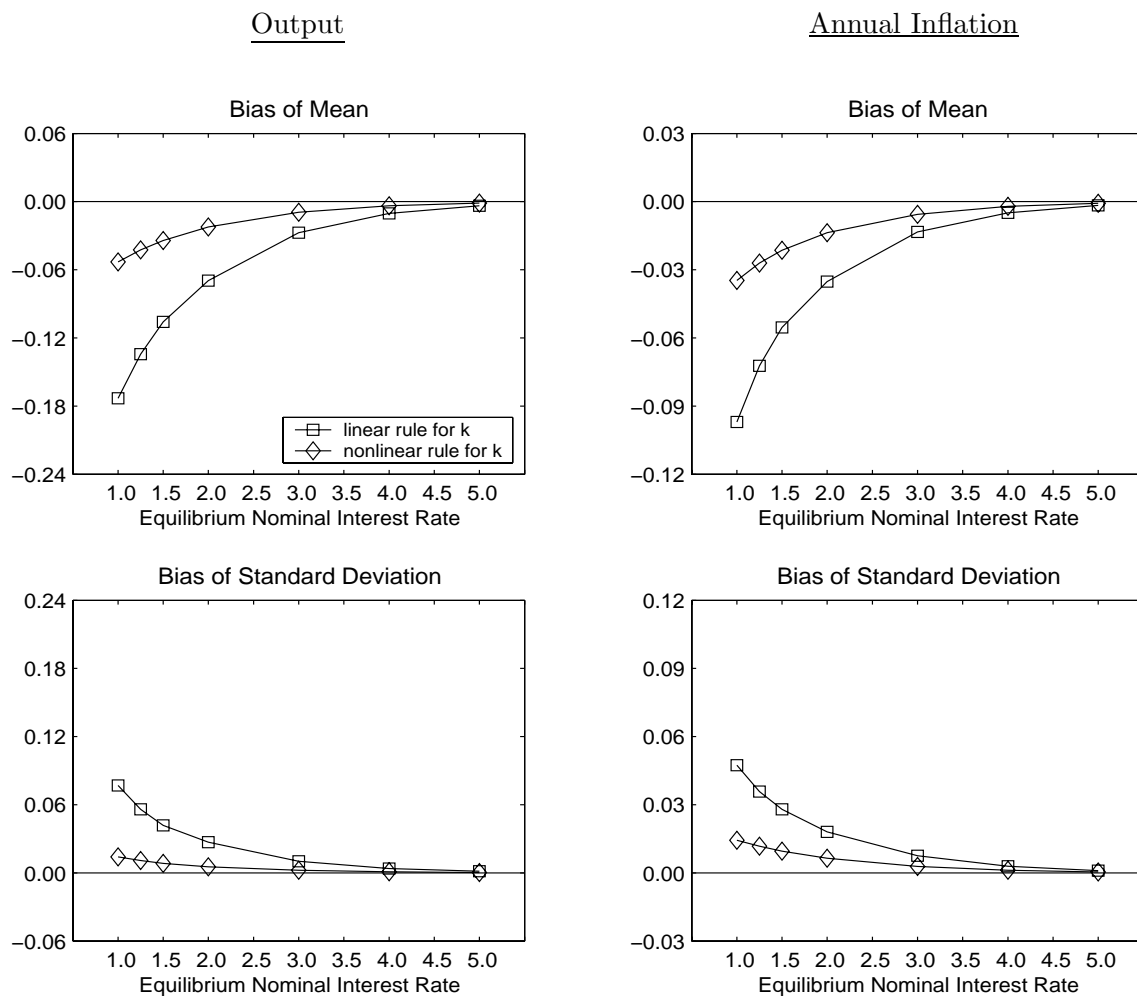 Output
Annual Inflation
Bias of Mean
0.06
0.00
−0.06
−0.12
−0.18
−0.24
linear rule for k
nonlinear rule for k
1.0 1.5 2.0 2.5 3.0 3.5 4.0 4.5 5.0
Equilibrium Nominal Interest Rate
Bias of Mean
0.03
0.00
−0.03
−0.06
−0.09
−0.12
1.0 1.5 2.0 2.5 3.0 3.5 4.0 4.5 5.0
Equilibrium Nominal Interest Rate
Bias of Standard Deviation
0.24
0.18
0.12
0.06
0.00
−0.06
1.0 1.5 2.0 2.5 3.0 3.5 4.0 4.5 5.0
Equilibrium Nominal Interest Rate
Bias of Standard Deviation
0.12
0.09
0.06
0.03
0.00
−0.03
1.0 1.5 2.0 2.5 3.0 3.5 4.0 4.5 5.0
Equilibrium Nominal Interest Rate